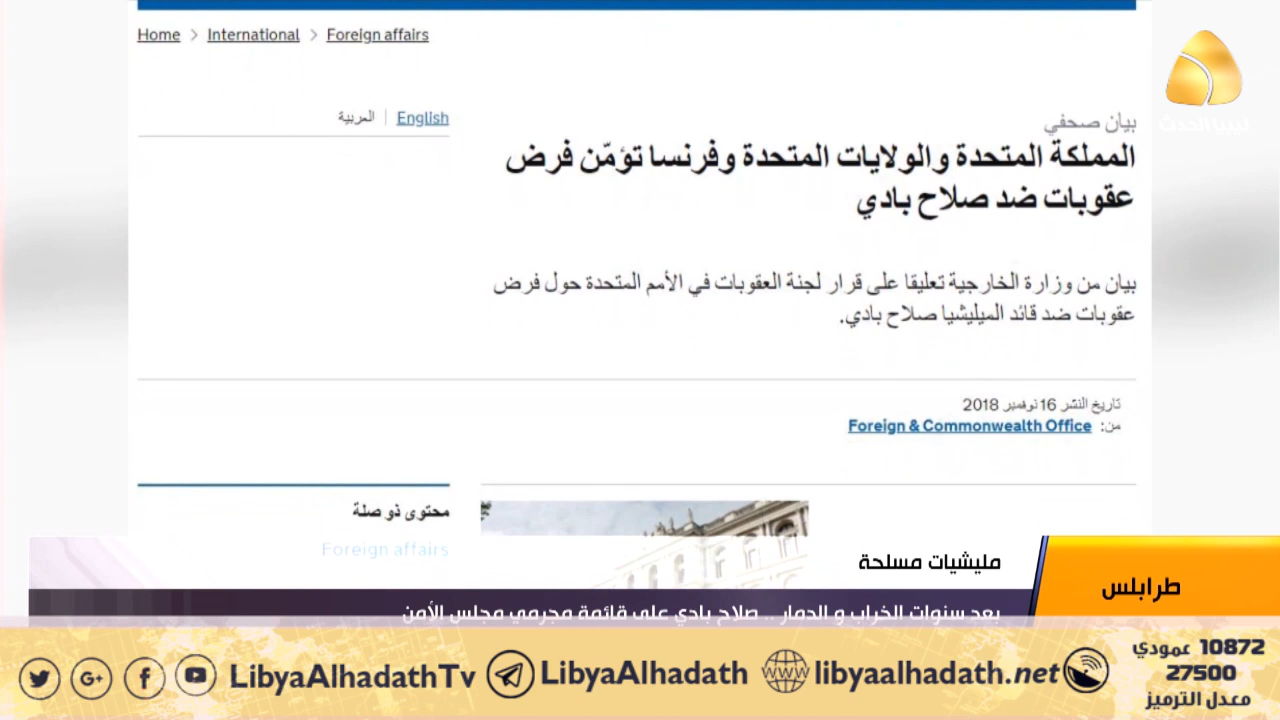 Home > International > Foreign affairs
English | العربية
ليبيا الحدث
بيان صحفي
المملكة المتحدة والولايات المتحدة وفرنسا تؤمّن فرض
عقوبات ضد صلاح بادي
بيان من وزارة الخارجية تعليقا على قرار لجنة العقوبات في الأمم المتحدة حول فرض
عقوبات ضد قائد الميليشيا صلاح بادي.
تاريخ النشر 16 نوفمبر 2018
من: Foreign & Commonwealth Office
محتوى ذو صلة
Foreign affairs
مليشيات مسلحة
طرابلس
بعد سنوات الخراب و الدمار .. صلاح بادي على قائمة مجرمي مجلس الأمن
LibyaAlhadathTv LibyaAlhadath libyaalhadath.net
10872 عمودي
27500
معدل الترميز